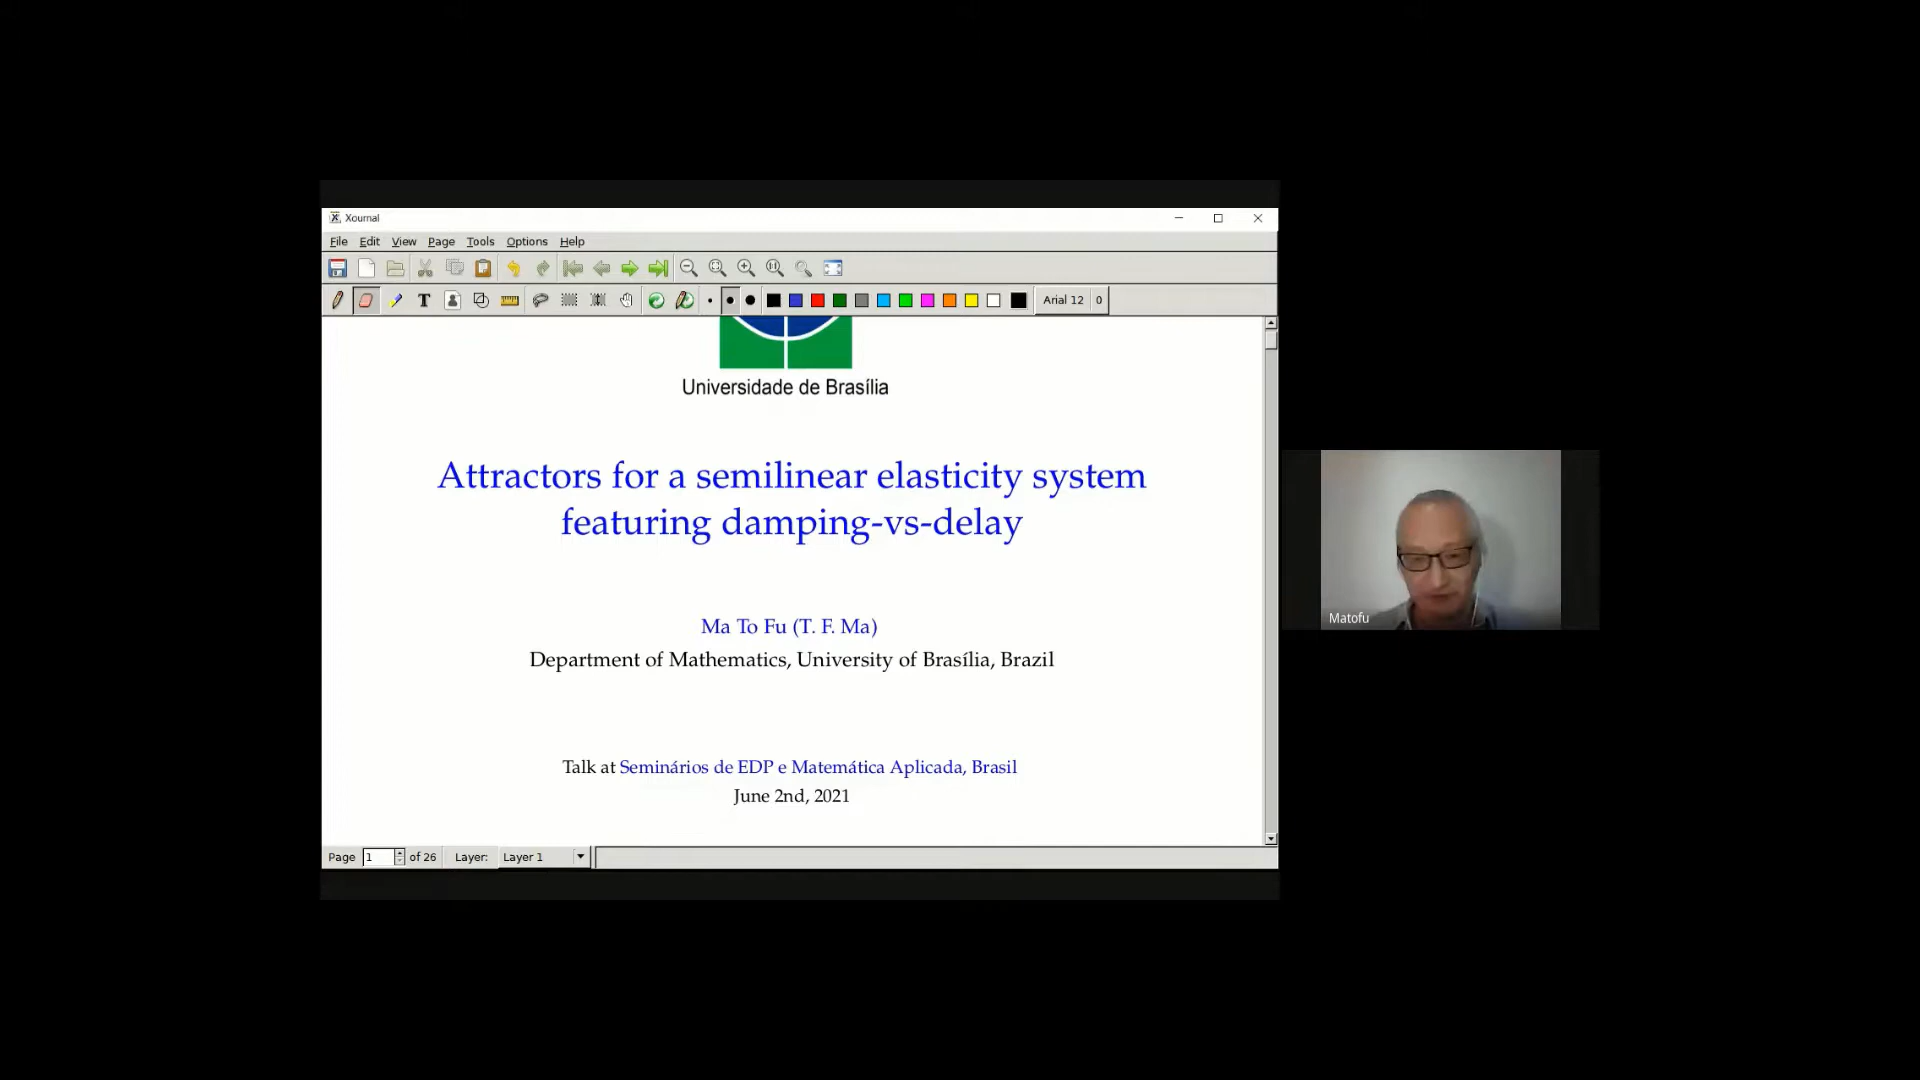 Xournal
File Edit View Page Tools Options Help
T Arial 12 0
Universidade de Brasília
Attractors for a semilinear elasticity system
featuring damping-vs-delay
Ma To Fu (T. F. Ma)
Department of Mathematics, University of Brasília, Brazil
Talk at Seminários de EDP e Matemática Aplicada, Brasil
June 2nd, 2021
Matofu
Page 1 of 26 Layer: Layer 1